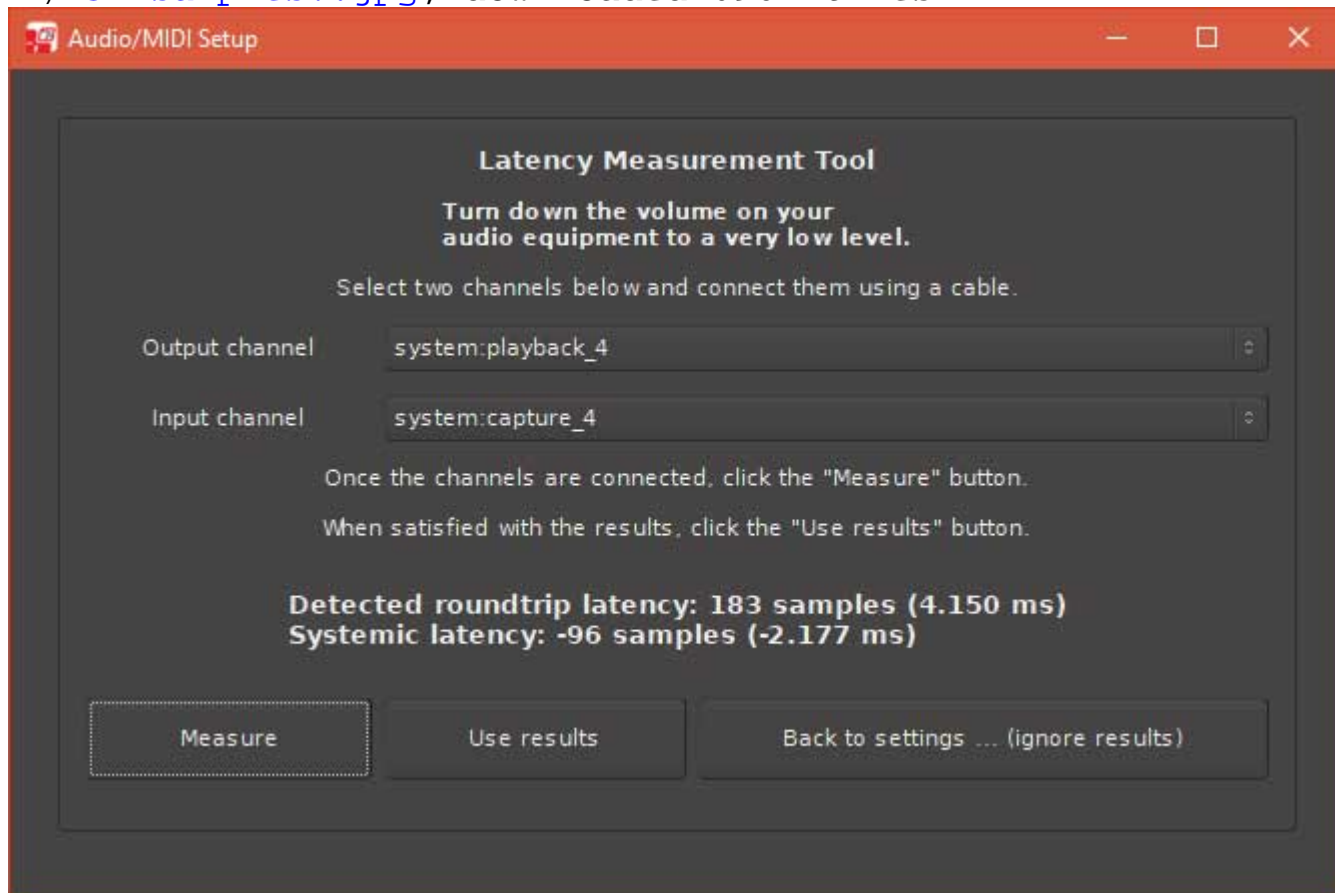 Audio/MIDI Setup
Latency Measurement Tool
Turn down the volume on your
audio equipment to a very low level.
Select two channels below and connect them using a cable.
Output channel system:playback_4
Input channel system:capture_4
Once the channels are connected, click the "Measure" button.
When satisfied with the results, click the "Use results" button.
Detected roundtrip latency: 183 samples (4.150 ms)
Systemic latency: -96 samples (-2.177 ms)
Measure Use results Back to settings ... (ignore results)